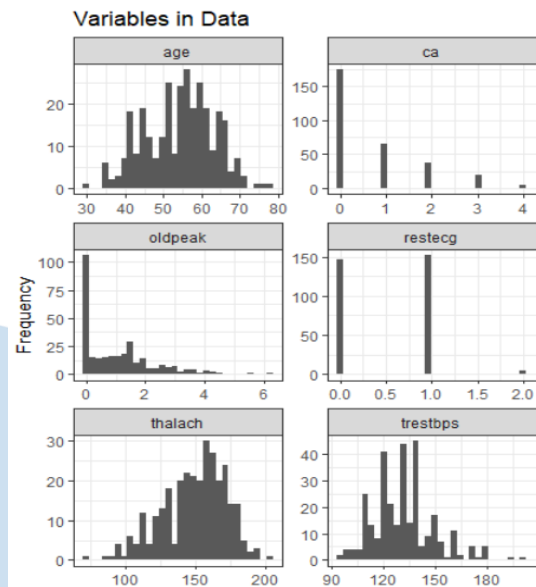 Variables in Data
age
ca
20
10
0
30 40 50 60 70 80
150
100
50
0
0 1 2 3 4
oldpeak
restecg
Frequency
100
75
50
25
0
0 2 4 6
150
100
50
0
0.0 0.5 1.0 1.5 2.0
thalach
trestbps
30
20
10
0
100 150 200
40
30
20
10
0
90 120 150 180